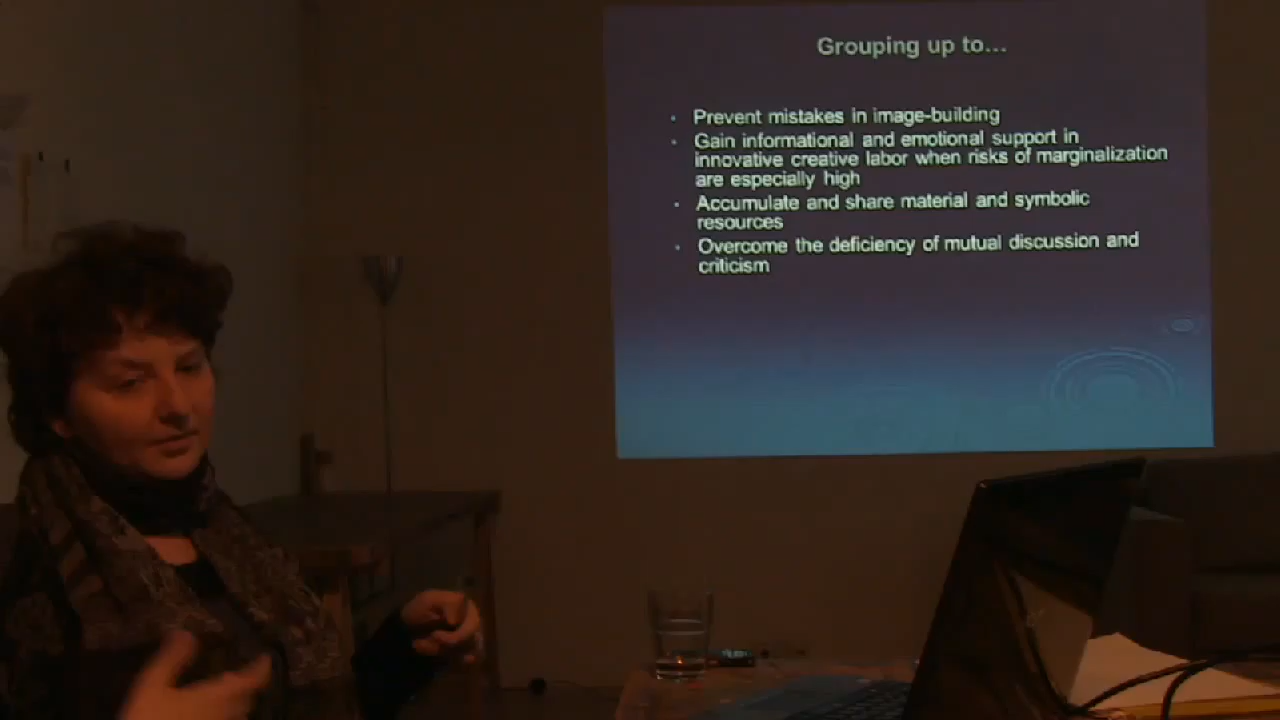 Grouping up to...
Prevent mistakes in image-building
Gain informational and emotional support in
innovative creative labor when risks of marginalization
are especially high
Accumulate and share material and symbolic
resources
Overcome the deficiency of mutual discussion and
criticism